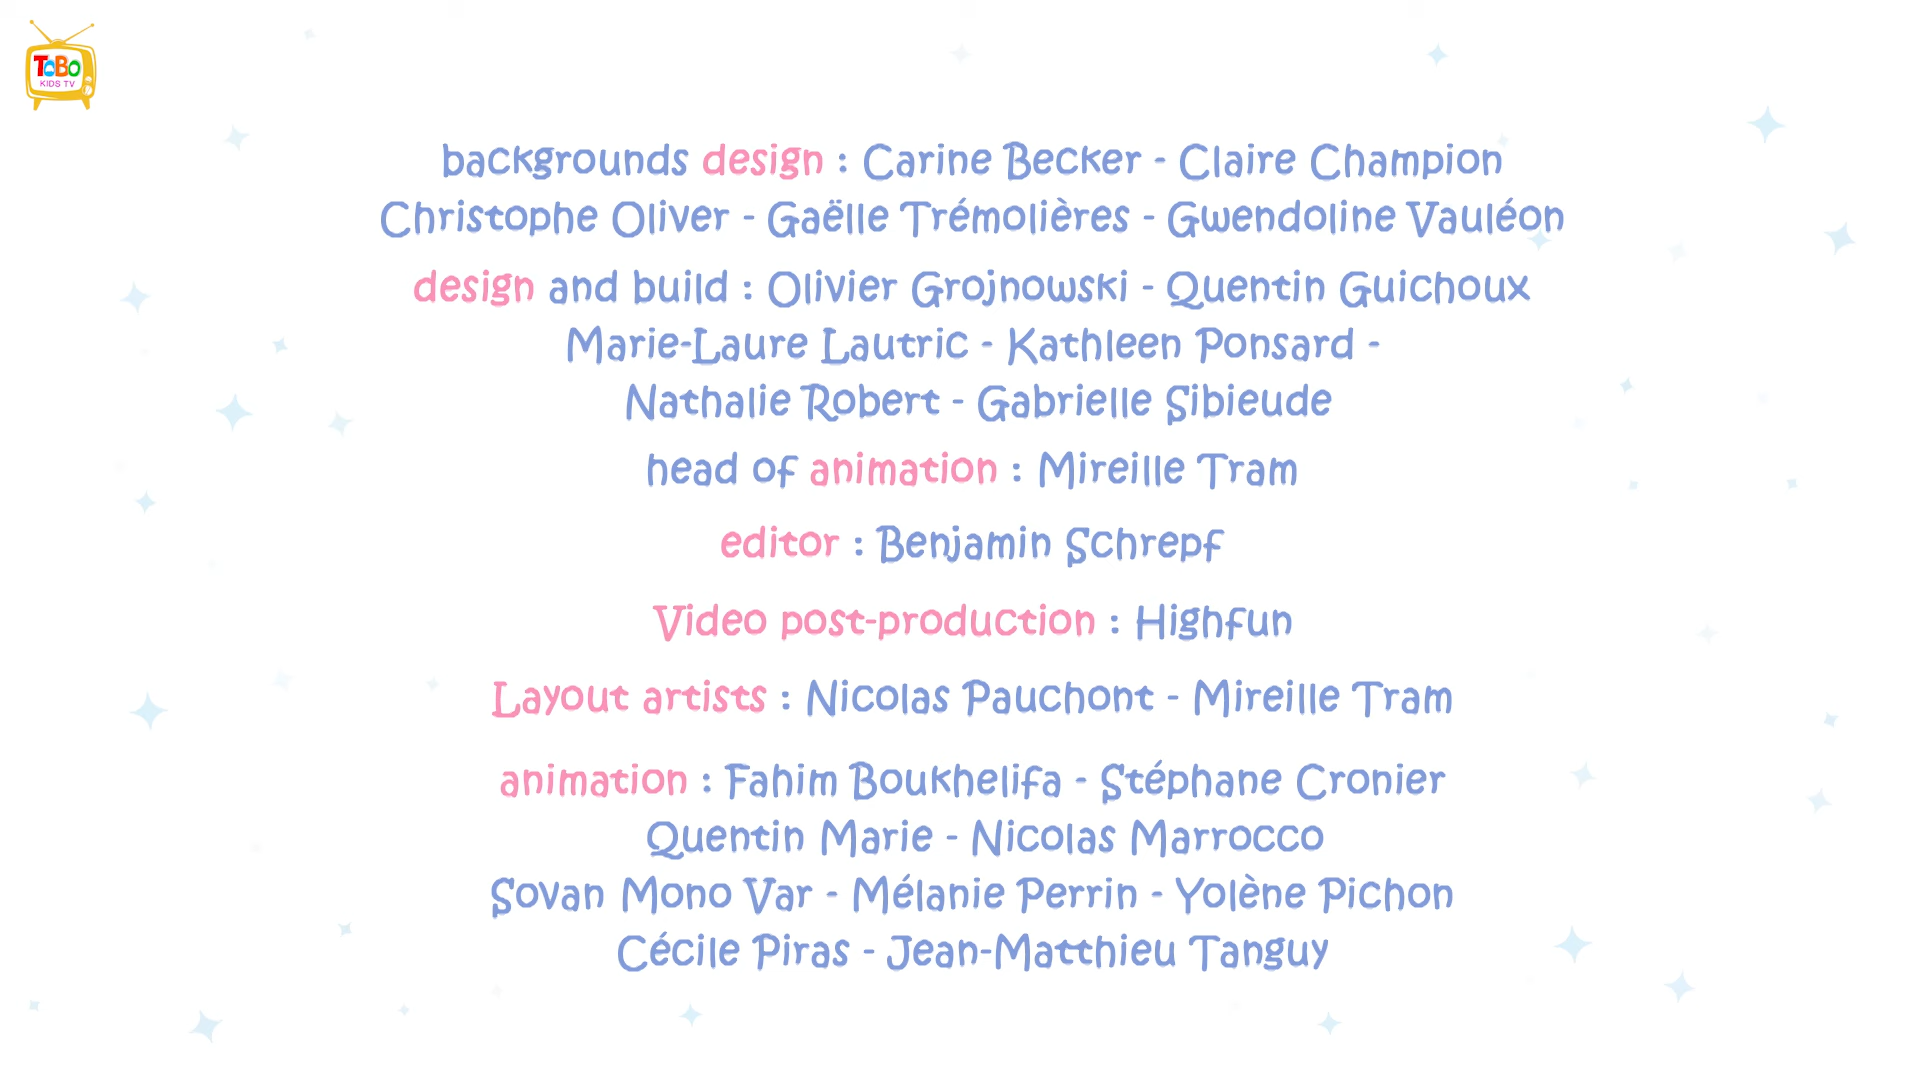 ToBo
KIDS TV
backgrounds design : Carine Becker - Claire Champion
Christophe Oliver - Gaëlle Trémolières - Gwendoline Vauléon
design and build : Olivier Grojnowski - Quentin Guichoux
Marie-Laure Lautric - Kathleen Ponsard -
Nathalie Robert - Gabrielle Sibieude
head of animation : Mireille Tram
editor : Benjamin Schrepf
Video post-production : Highfun
Layout artists : Nicolas Pauchont - Mireille Tram
animation : Fahim Boukhelifa - Stéphane Cronier
Quentin Marie - Nicolas Marrocco
Sovan Mono Var - Mélanie Perrin - Yolène Pichon
Cécile Piras - Jean-Matthieu Tanguy